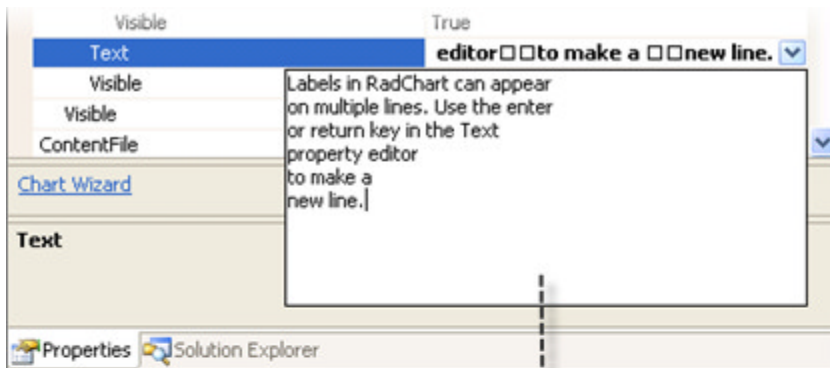 Visible True
Text editor□□to make a □□new line.
Visible
Visible
ContentFile
Labels in RadChart can appear
on multiple lines. Use the enter
or return key in the Text
property editor
to make a
new line.
Chart Wizard
Text
Properties Solution Explorer